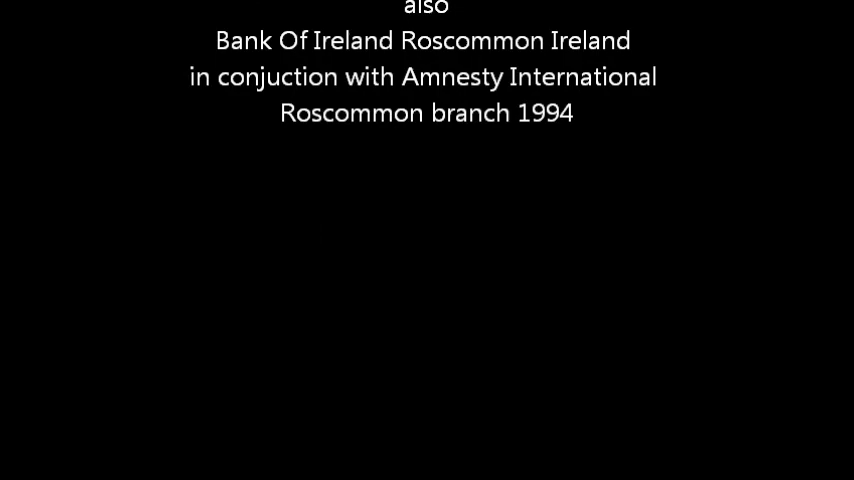 also
Bank Of Ireland Roscommon Ireland
in conjuction with Amnesty International
Roscommon branch 1994